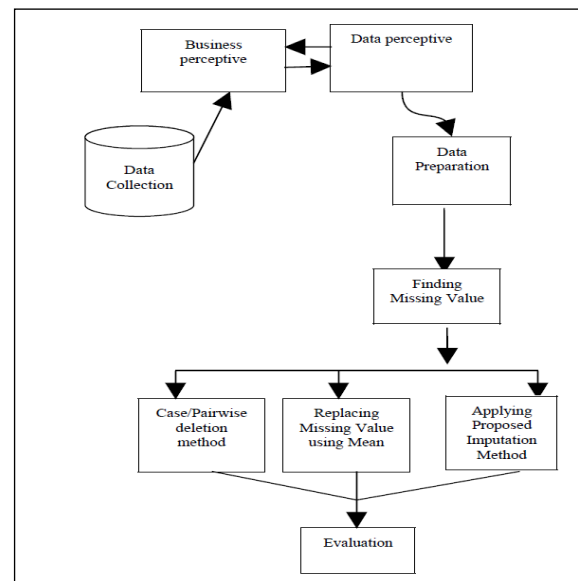 Business
perceptive
Data perceptive
Data
Collection
Data
Preparation
Finding
Missing Value
Case/Pairwise
deletion
method
Replacing
Missing Value
using Mean
Applying
Proposed
Imputation
Method
Evaluation